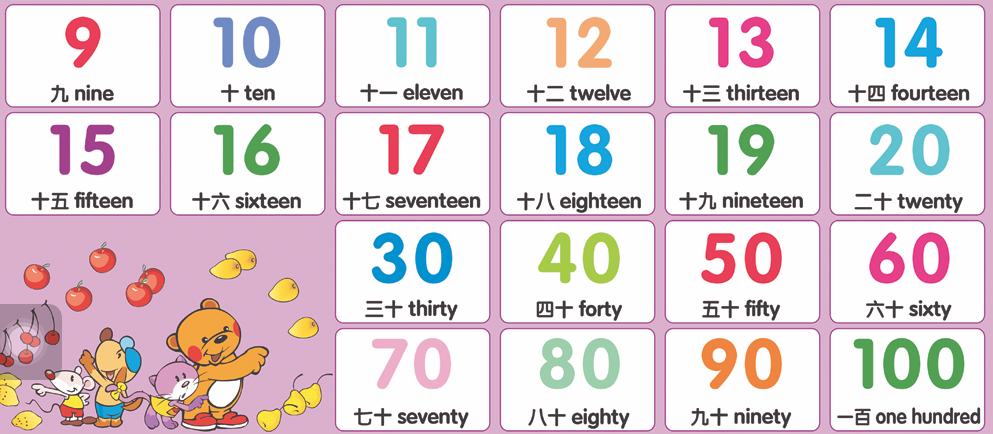 9
九 nine
10
十 ten
11
十一 eleven
12
十二 twelve
13
十三 thirteen
14
十四 fourteen
15
十五 fifteen
16
十六 sixteen
17
十七 seventeen
18
十八 eighteen
19
十九 nineteen
20
二十 twenty
30
三十 thirty
40
四十 forty
50
五十 fifty
60
六十 sixty
70
七十 seventy
80
八十 eighty
90
九十 ninety
100
一百 one hundred